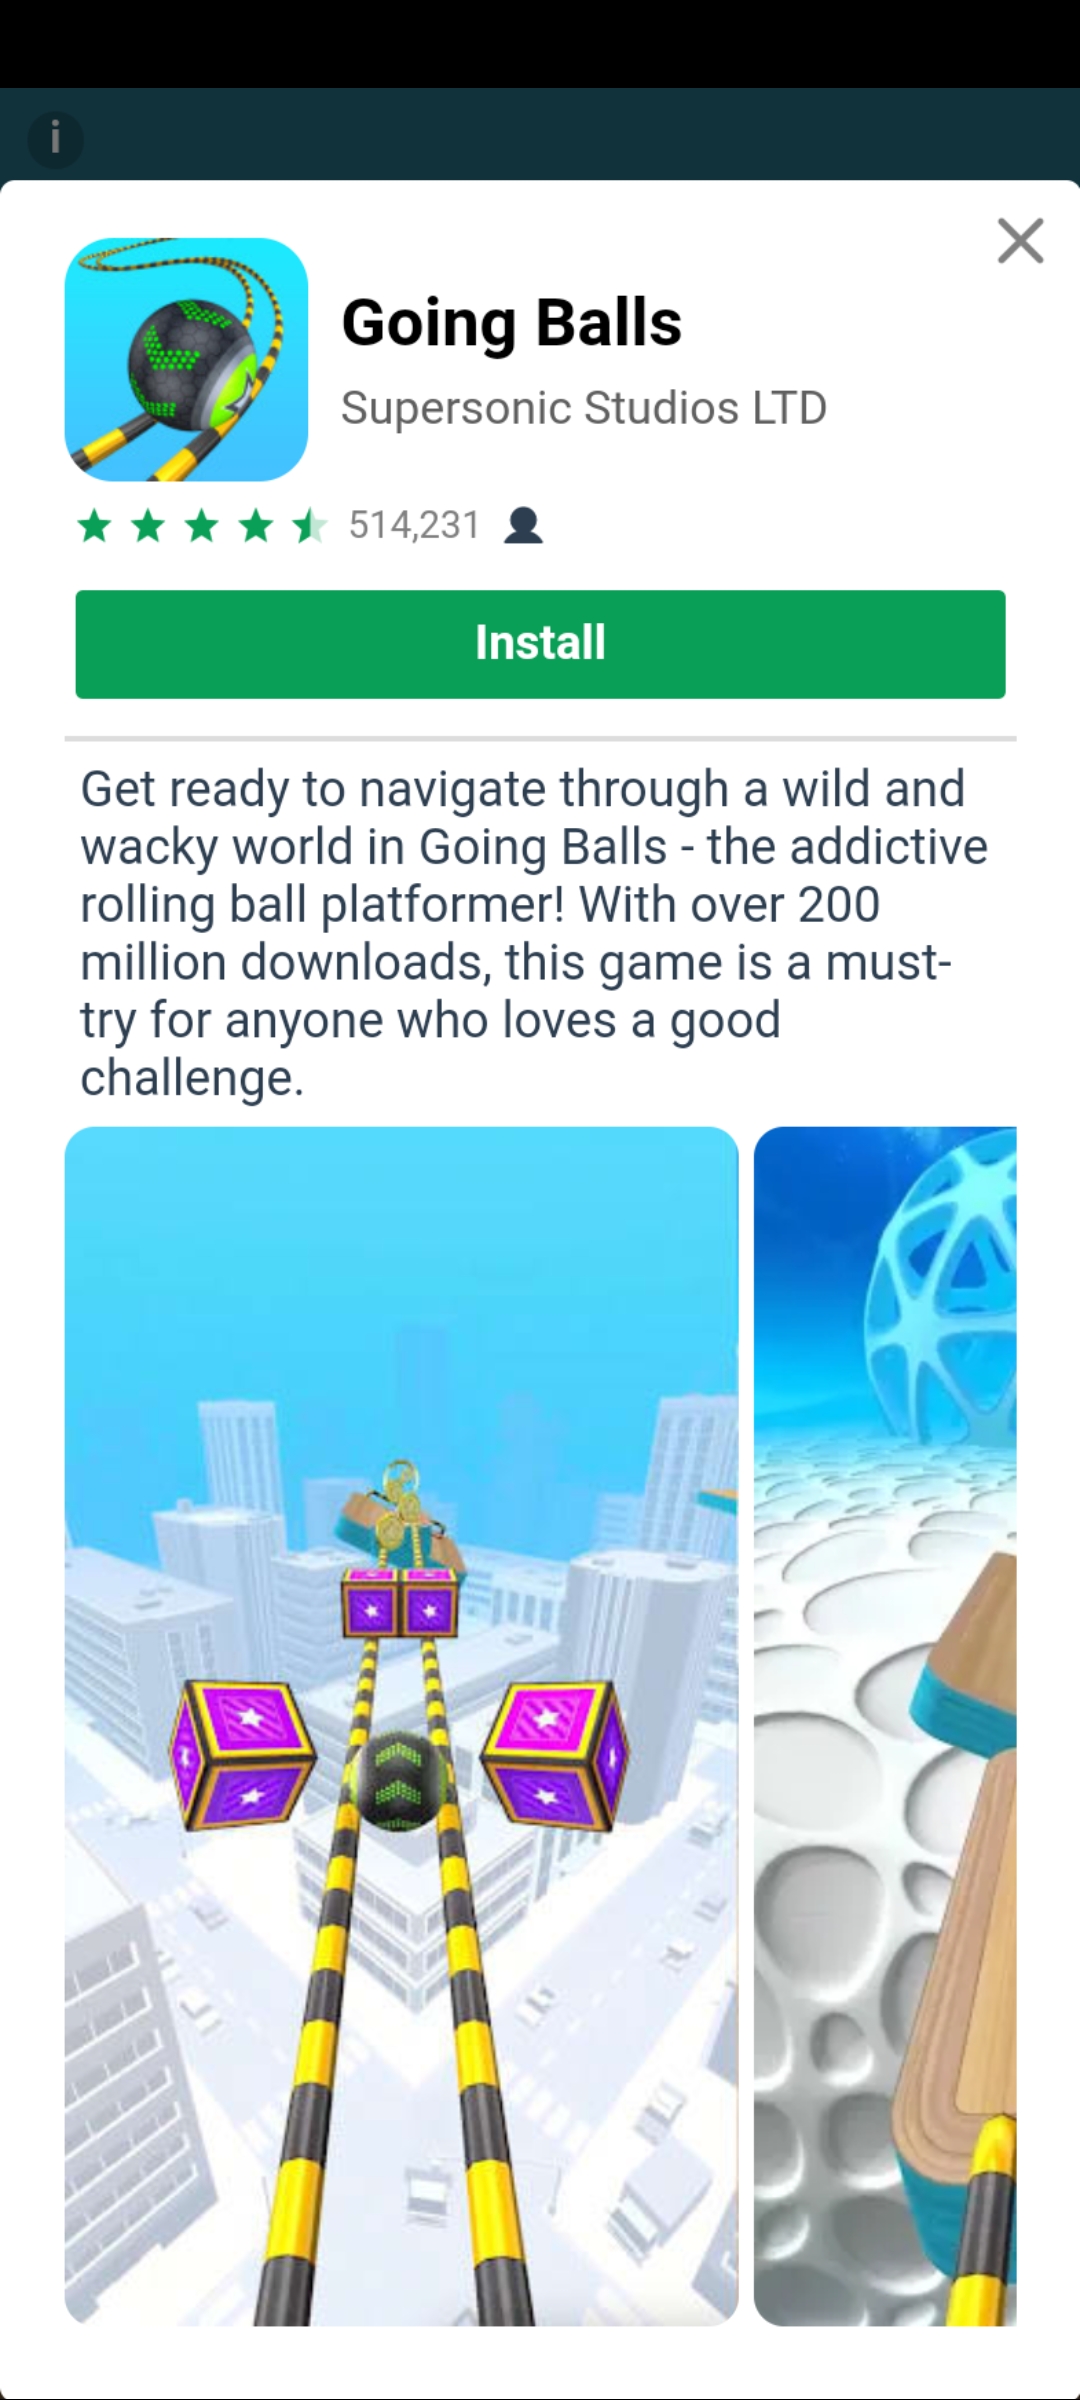 i
Going Balls
Supersonic Studios LTD
514,231
Install
Get ready to navigate through a wild and
wacky world in Going Balls - the addictive
rolling ball platformer! With over 200
million downloads, this game is a must-
try for anyone who loves a good
challenge.